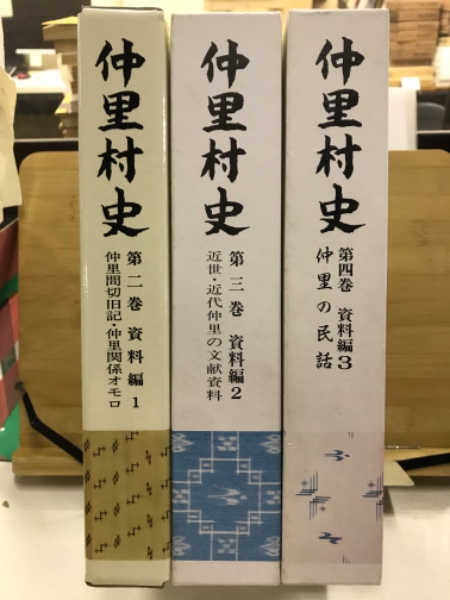 仲里村史
第二巻 資料編 1
仲里間切旧記・仲里関係オモロ
仲里村史
第三巻 資料編 2
近世・近代仲里の文献資料
仲里村史
第四巻 資料編 3
仲里の民話